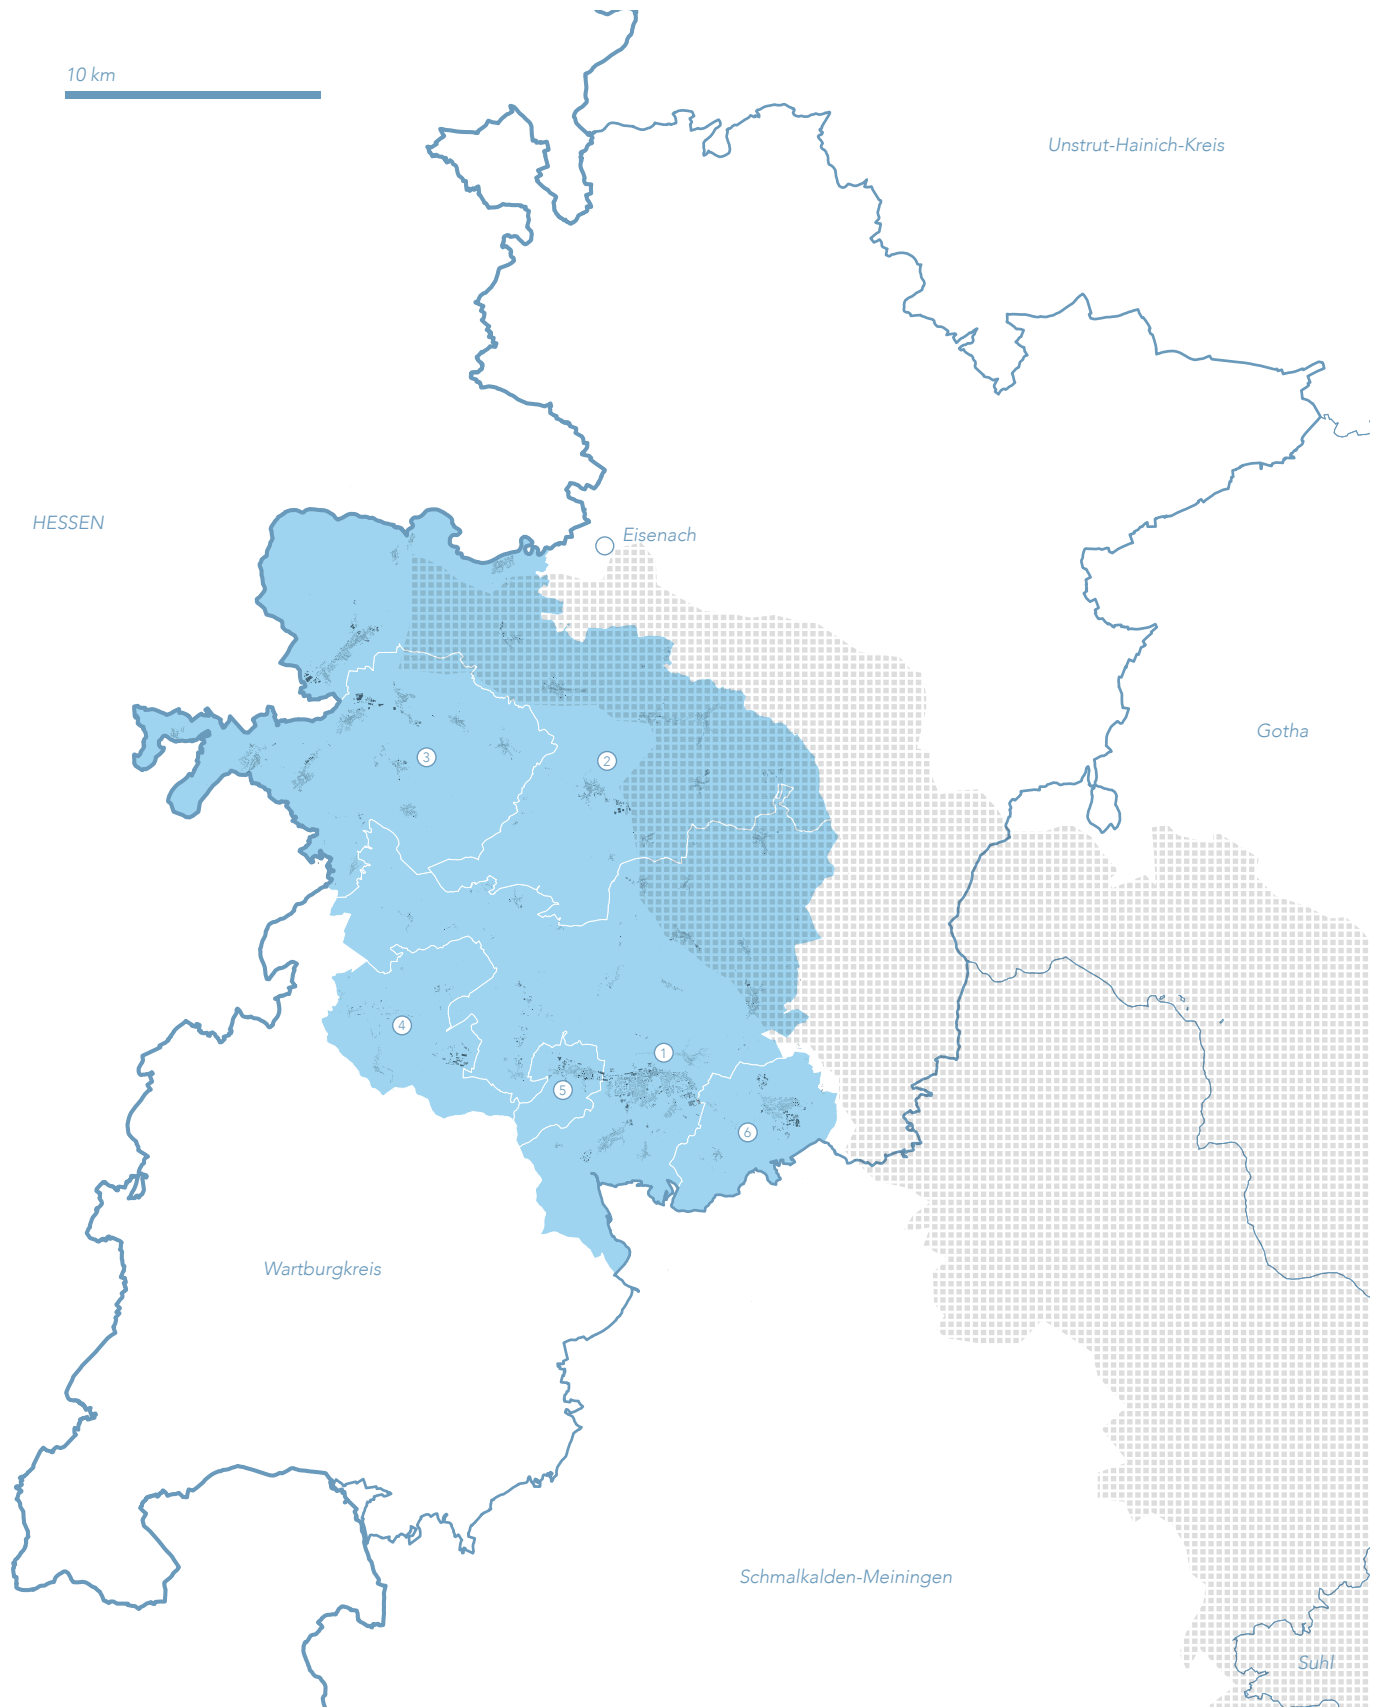 10 km
Unstrut-Hainich-Kreis
HESSEN
Eisenach
Gotha
3
2
4
1
5
6
Wartburgkreis
Schmalkalden-Meiningen
Suhl